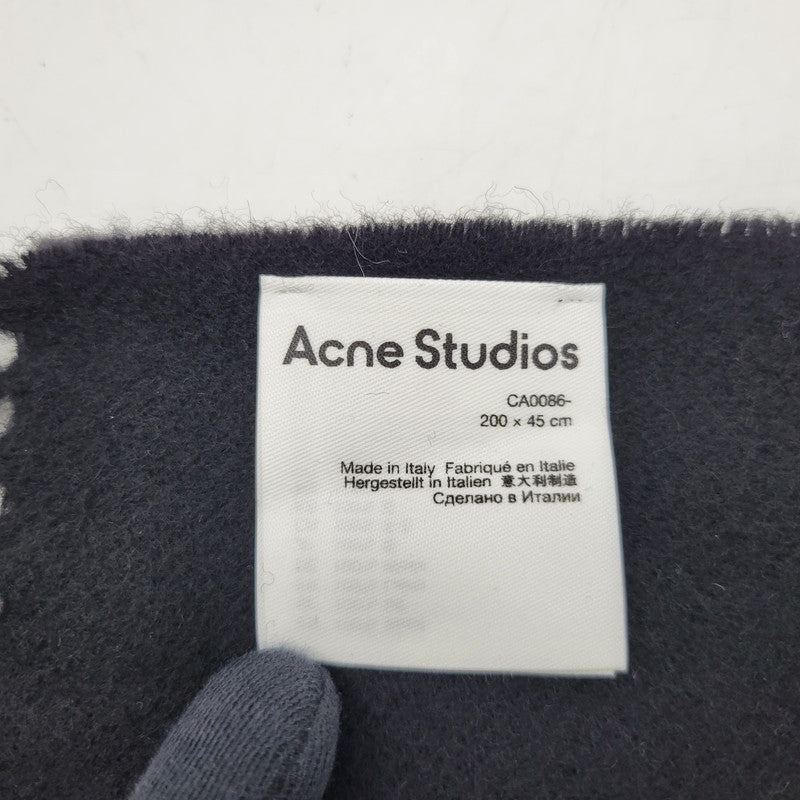 Acne Studios
CA0086-
200 x 45 cm
Made in Italy Fabriqué en Italie
Hergestellt in Italien 意大利制造
Сделано в Италии